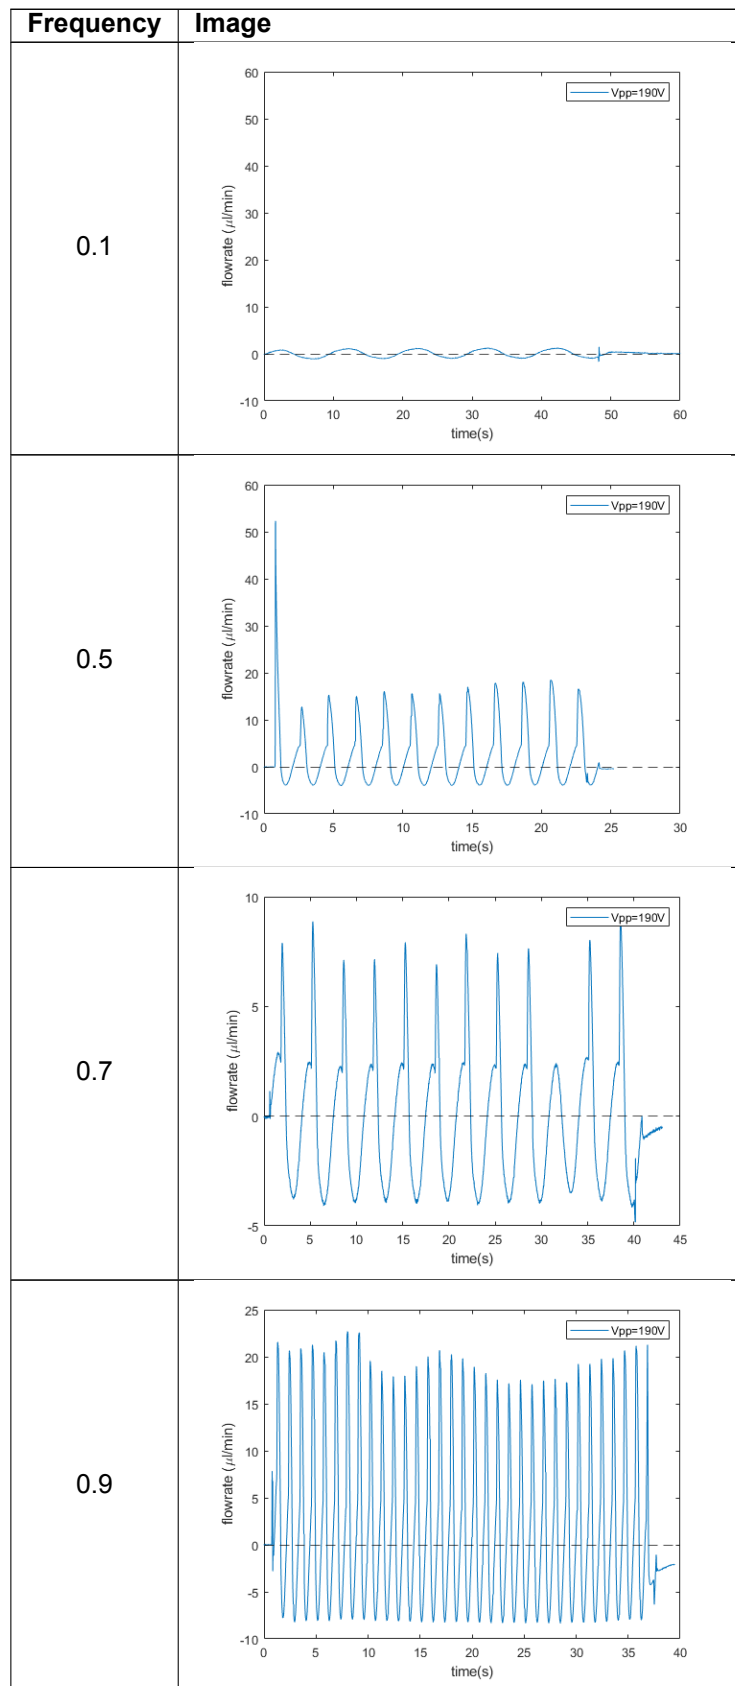 Frequency Image
0.1
Vpp=190V
flowrate (μl/min)
60
50
40
30
20
10
0
-10
0 10 20 30 40 50 60
time(s)
0.5
Vpp=190V
flowrate (μl/min)
60
50
40
30
20
10
0
-10
0 5 10 15 20 25 30
time(s)
0.7
Vpp=190V
flowrate (μl/min)
10
5
0
-5
0 5 10 15 20 25 30 35 40 45
time(s)
0.9
Vpp=190V
flowrate (μl/min)
25
20
15
10
5
0
-5
-10
0 5 10 15 20 25 30 35 40
time(s)